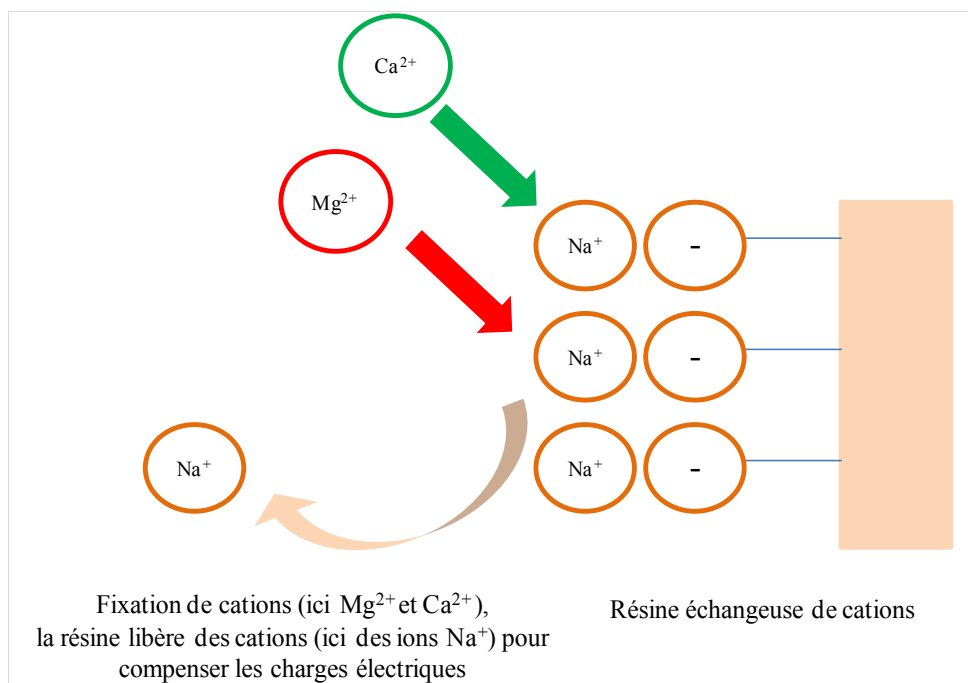 Ca²⁺
Mg²⁺
Na⁺ -
Na⁺ -
Na⁺ Na⁺ -
Fixation de cations (ici Mg²⁺ et Ca²⁺),
la résine libère des cations (ici des ions Na⁺) pour
compenser les charges électriques
Résine échangeuse de cations